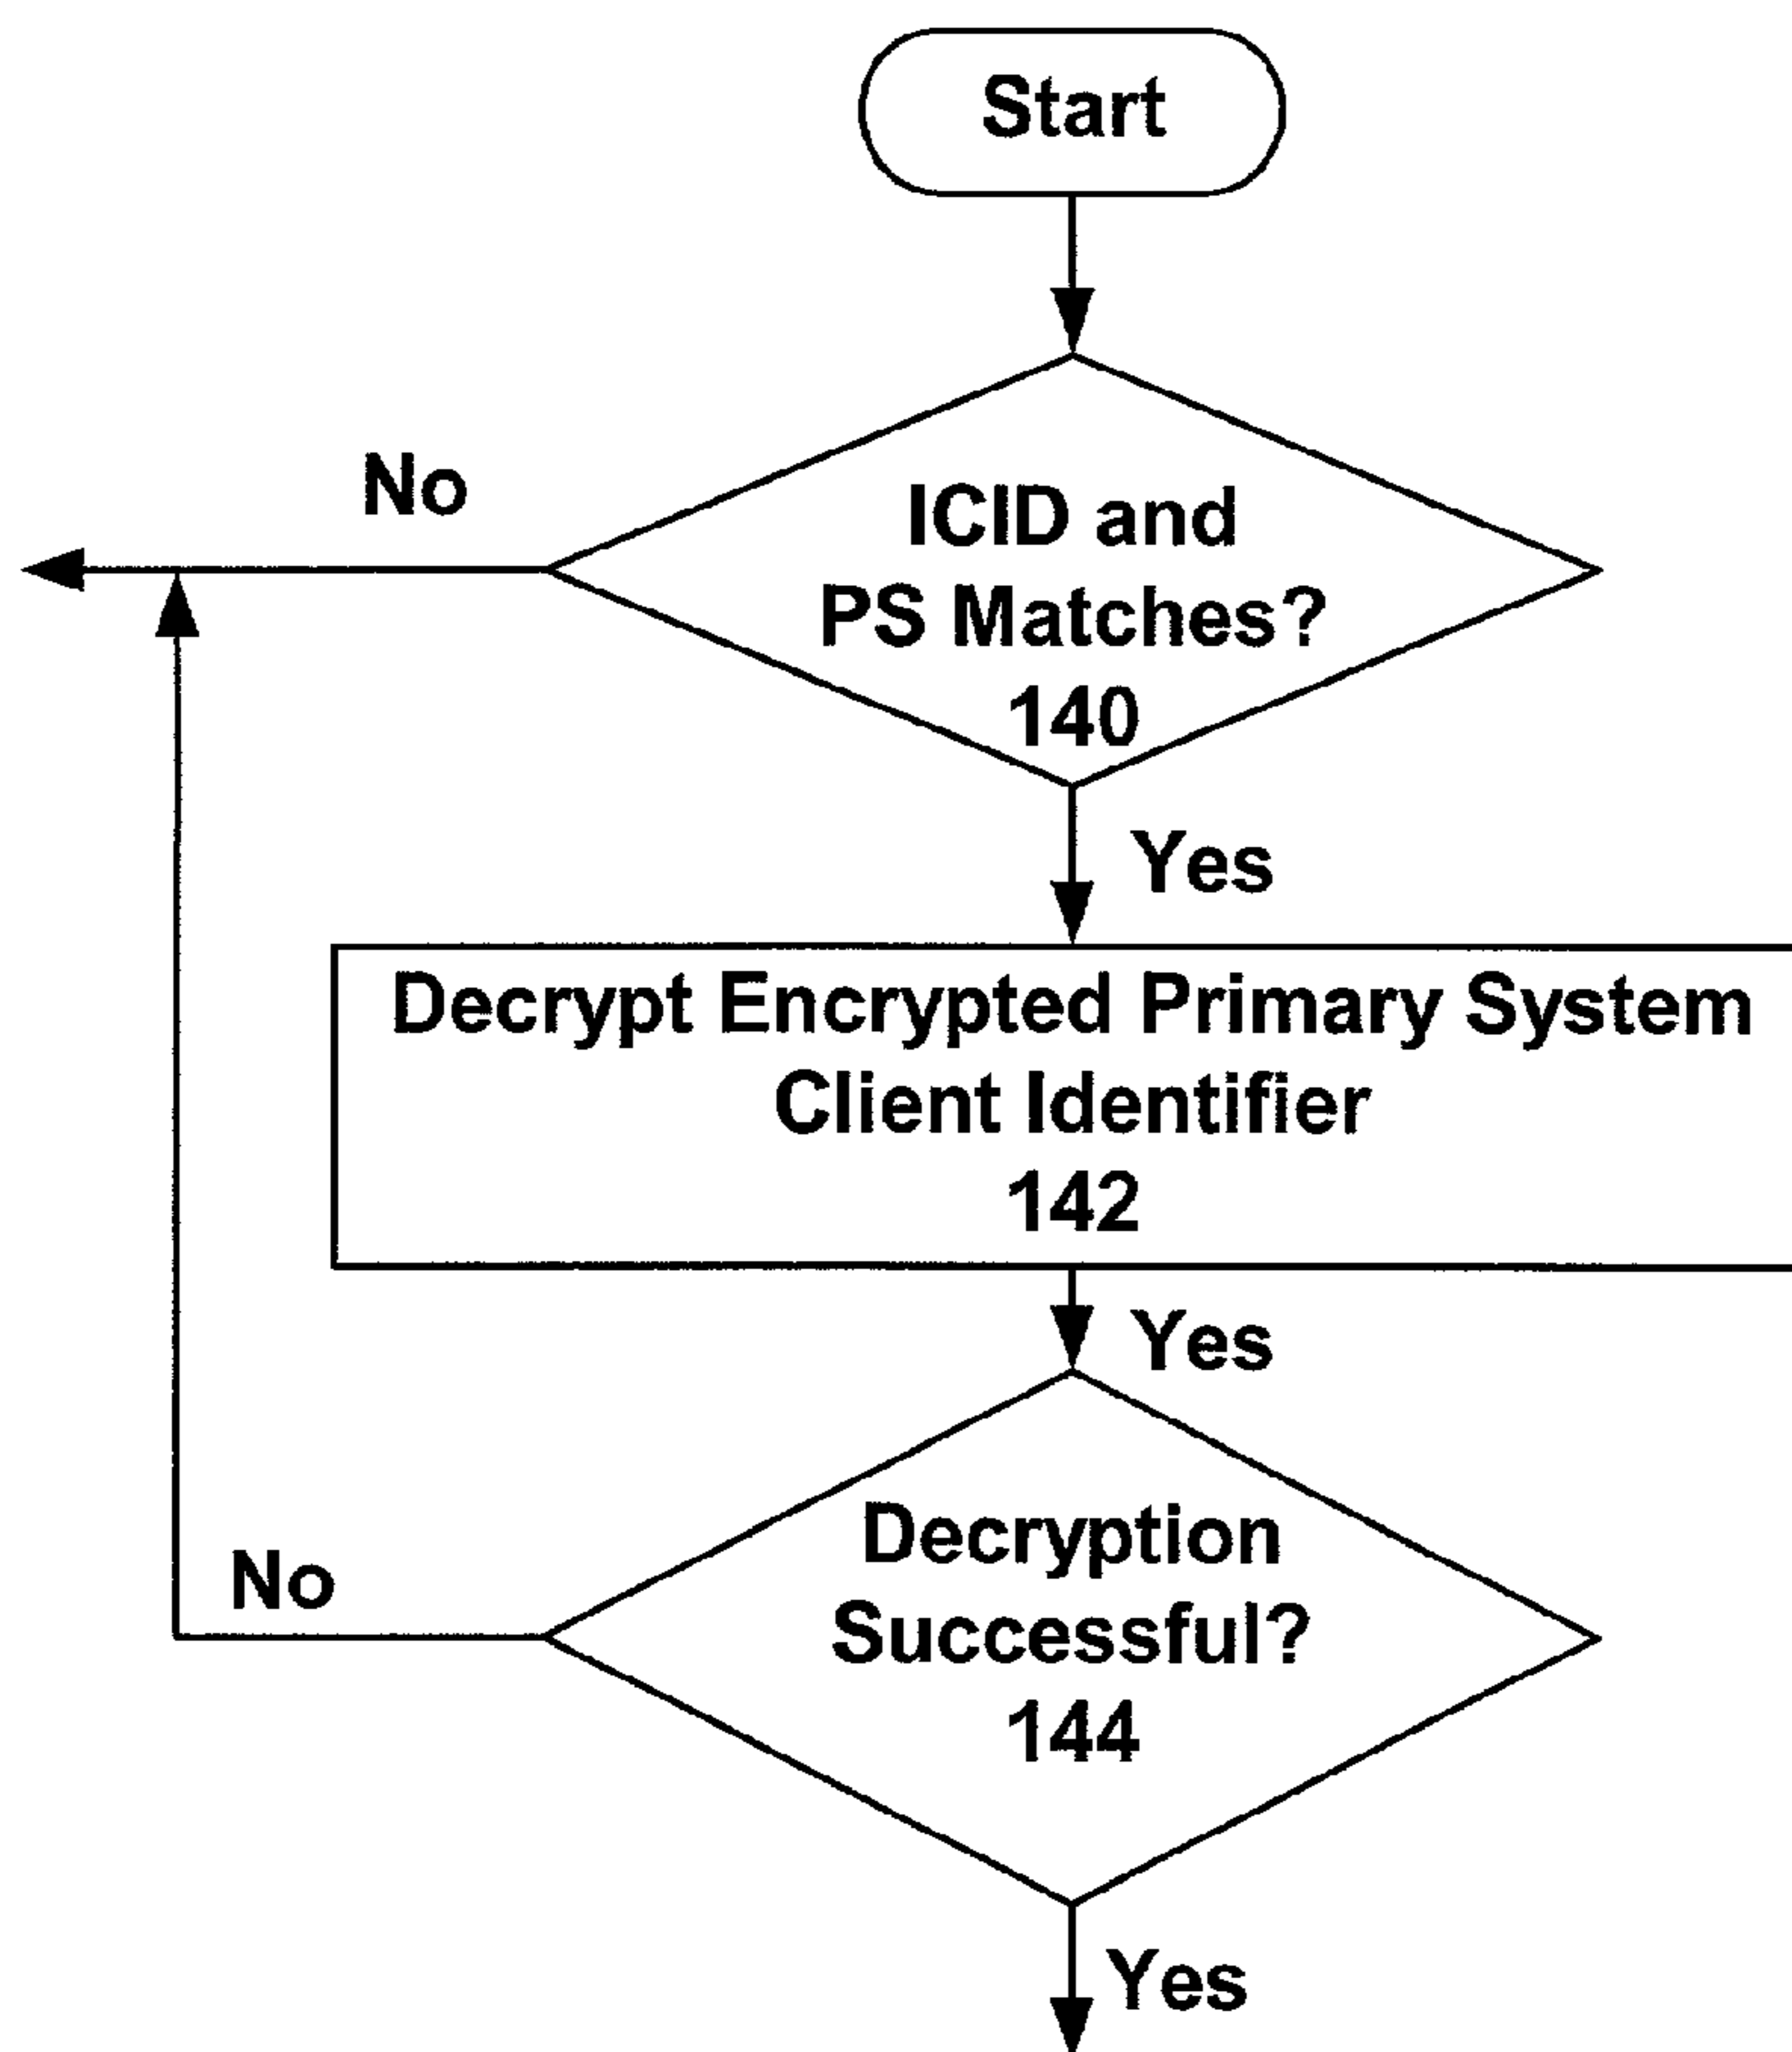 Start
No
ICID and
PS Matches?
140
Yes
Decrypt Encrypted Primary System
Client Identifier
142
Yes
Decryption
Successful?
144
No
Yes